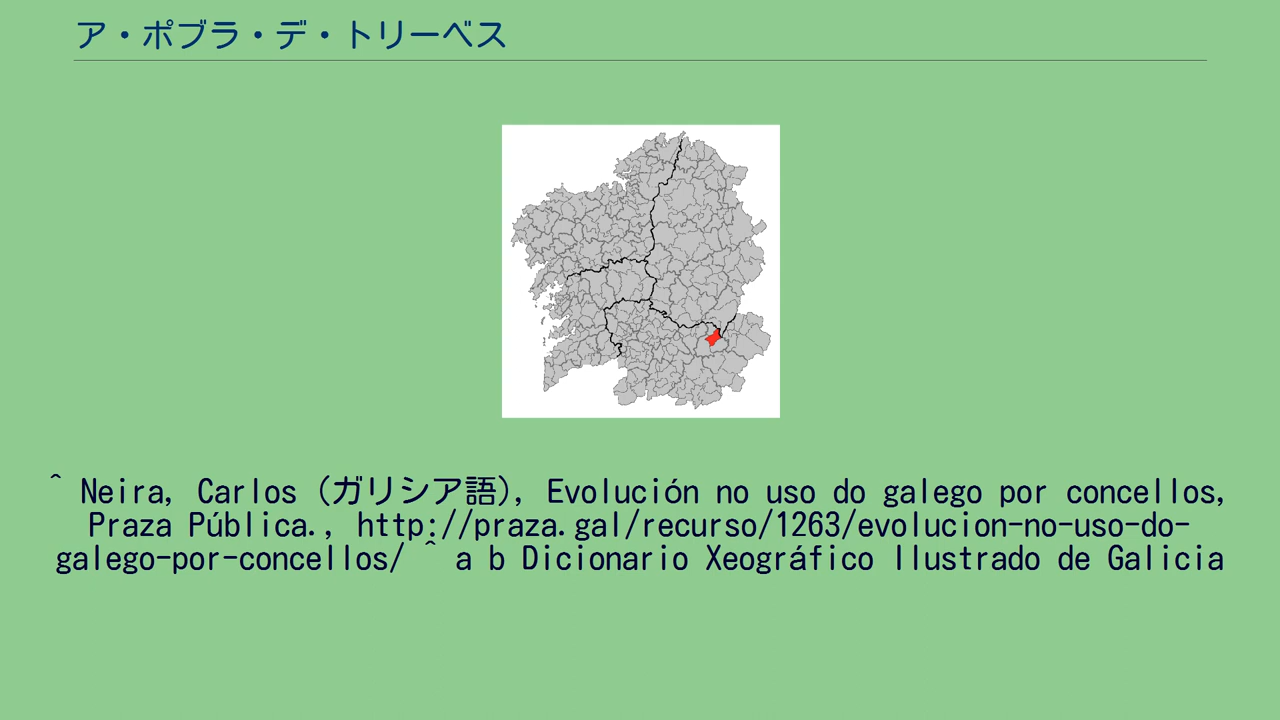 ア・ポブラ・デ・トリーベス
^ Neira, Carlos (ガリシア語), Evolución no uso do galego por concellos,
Praza Pública., http://praza.gal/recurso/1263/evolucion-no-uso-do-
galego-por-concellos/ ^ a b Dicionario Xeográfico Ilustrado de Galicia